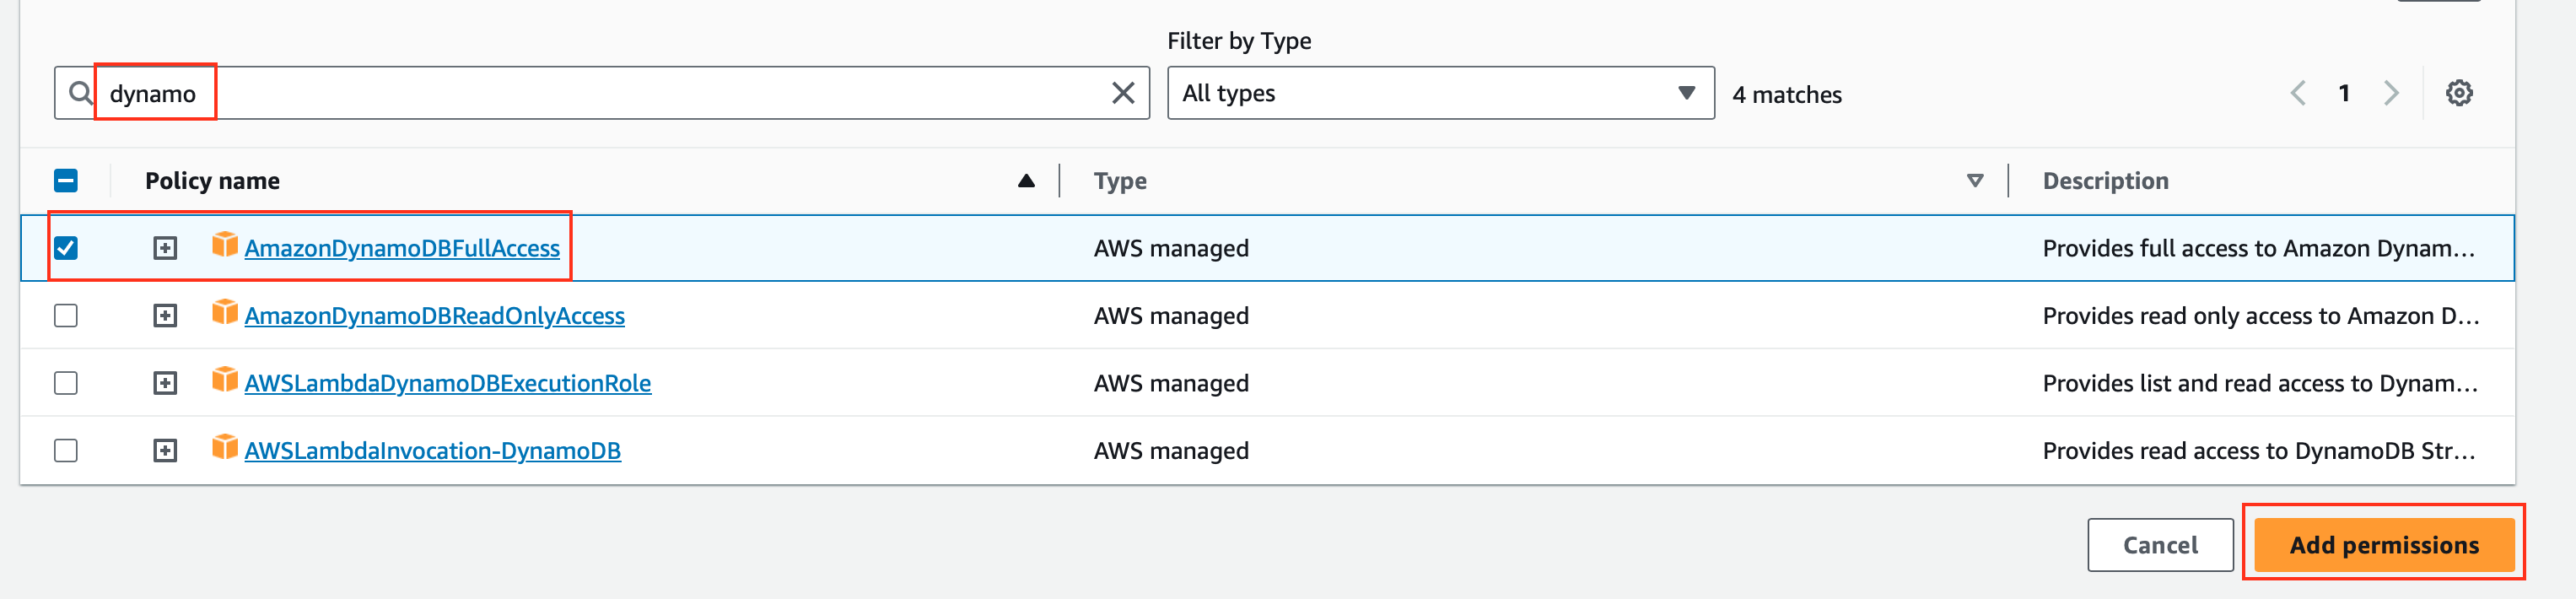 Filter by Type
dynamo
All types
4 matches
1
Policy name
Type
Description
AmazonDynamoDBFullAccess
AWS managed
Provides full access to Amazon Dynam...
AmazonDynamoDBReadOnlyAccess
AWS managed
Provides read only access to Amazon D...
AWSLambdaDynamoDBExecutionRole
AWS managed
Provides list and read access to Dynam...
AWSLambdaInvocation-DynamoDB
AWS managed
Provides read access to DynamoDB Str...
Cancel
Add permissions